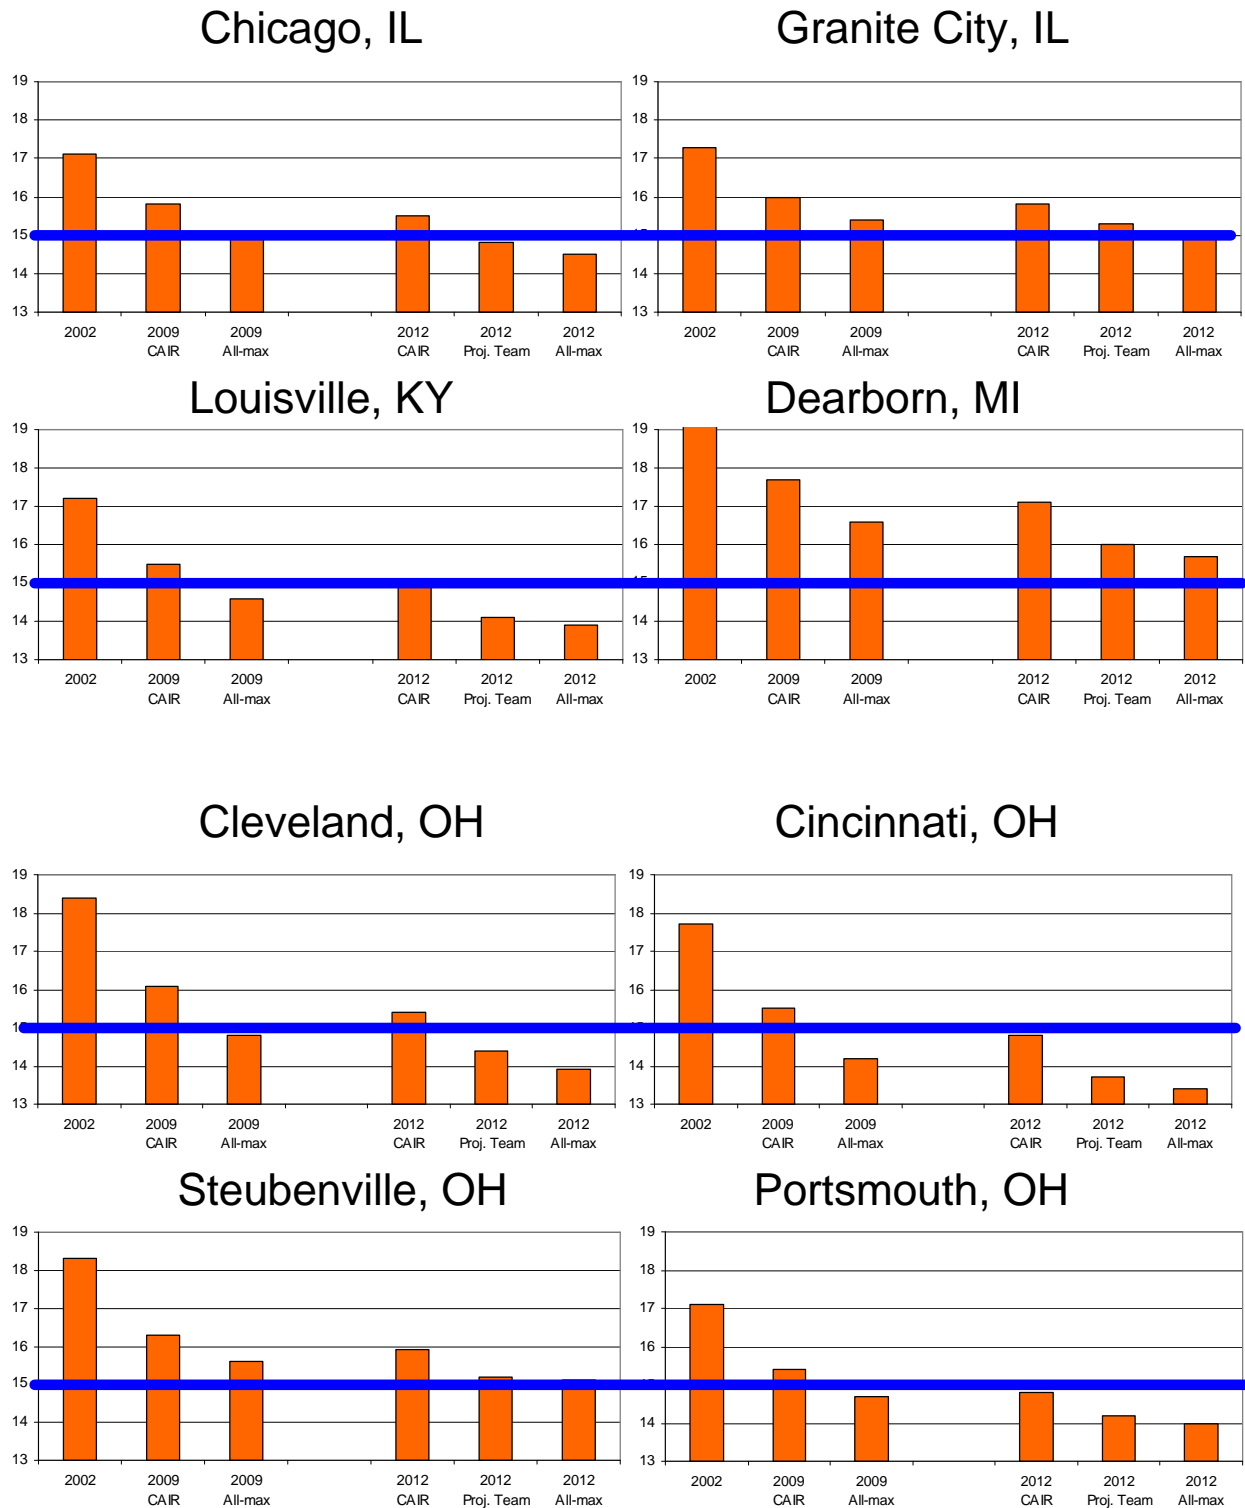 Chicago, IL
19
18
17
16
15
14
13
2002
2009
CAIR
2009
All-max
2012
CAIR
2012
Proj. Team
2012
All-max
Granite City, IL
19
18
17
16
15
14
13
2002
2009
CAIR
2009
All-max
2012
CAIR
2012
Proj. Team
2012
All-max
Louisville, KY
19
18
17
16
15
14
13
2002
2009
CAIR
2009
All-max
2012
CAIR
2012
Proj. Team
2012
All-max
Dearborn, MI
19
18
17
16
15
14
13
2002
2009
CAIR
2009
All-max
2012
CAIR
2012
Proj. Team
2012
All-max
Cleveland, OH
19
18
17
16
15
14
13
2002
2009
CAIR
2009
All-max
2012
CAIR
2012
Proj. Team
2012
All-max
Cincinnati, OH
19
18
17
16
15
14
13
2002
2009
CAIR
2009
All-max
2012
CAIR
2012
Proj. Team
2012
All-max
Steubenville, OH
19
18
17
16
15
14
13
2002
2009
CAIR
2009
All-max
2012
CAIR
2012
Proj. Team
2012
All-max
Portsmouth, OH
19
18
17
16
15
14
13
2002
2009
CAIR
2009
All-max
2012
CAIR
2012
Proj. Team
2012
All-max